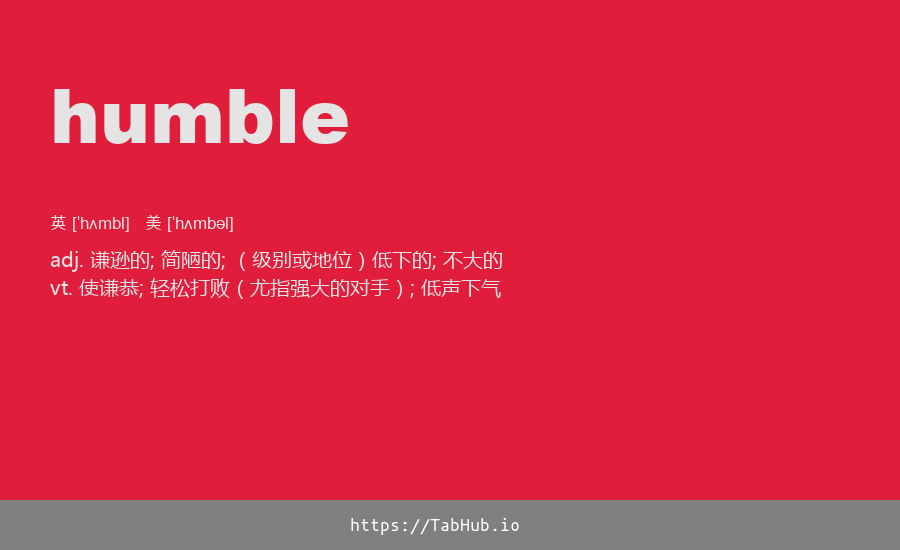 humble
英 [ˈhʌmbl] 美 [ˈhʌmbəl]
adj. 谦逊的; 简陋的; （级别或地位）低下的; 不大的
vt. 使谦恭; 轻松打败（尤指强大的对手）; 低声下气
https://TabHub.io